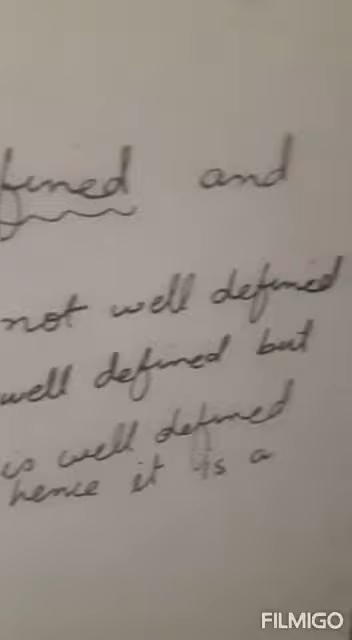 fined and
not well defined
well defined but
is well defined
hence it is a
FILMIGO